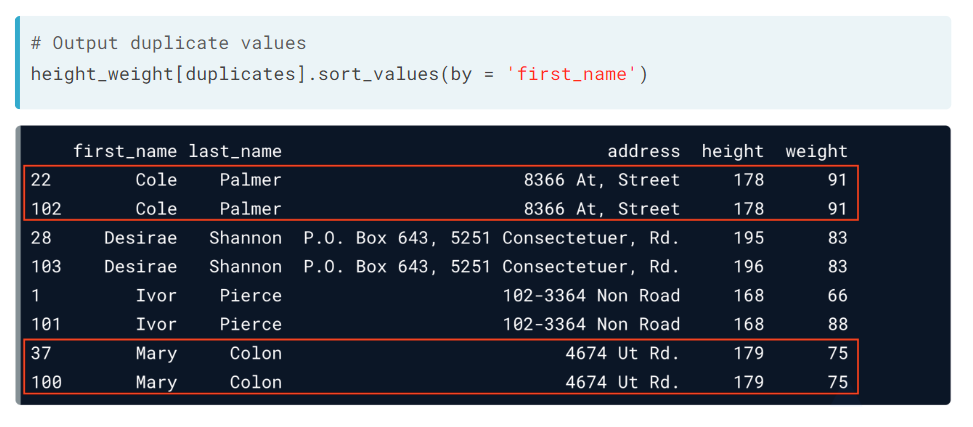 # Output duplicate values
height_weight[duplicates].sort_values(by = 'first_name')
first_name last_name address height weight
22 Cole Palmer 8366 At, Street 178 91
102 Cole Palmer 8366 At, Street 178 91
28 Desirae Shannon P.O. Box 643, 5251 Consectetuer, Rd. 195 83
103 Desirae Shannon P.O. Box 643, 5251 Consectetuer, Rd. 196 83
1 Ivor Pierce 102-3364 Non Road 168 66
101 Ivor Pierce 102-3364 Non Road 168 88
37 Mary Colon 4674 Ut Rd. 179 75
100 Mary Colon 4674 Ut Rd. 179 75